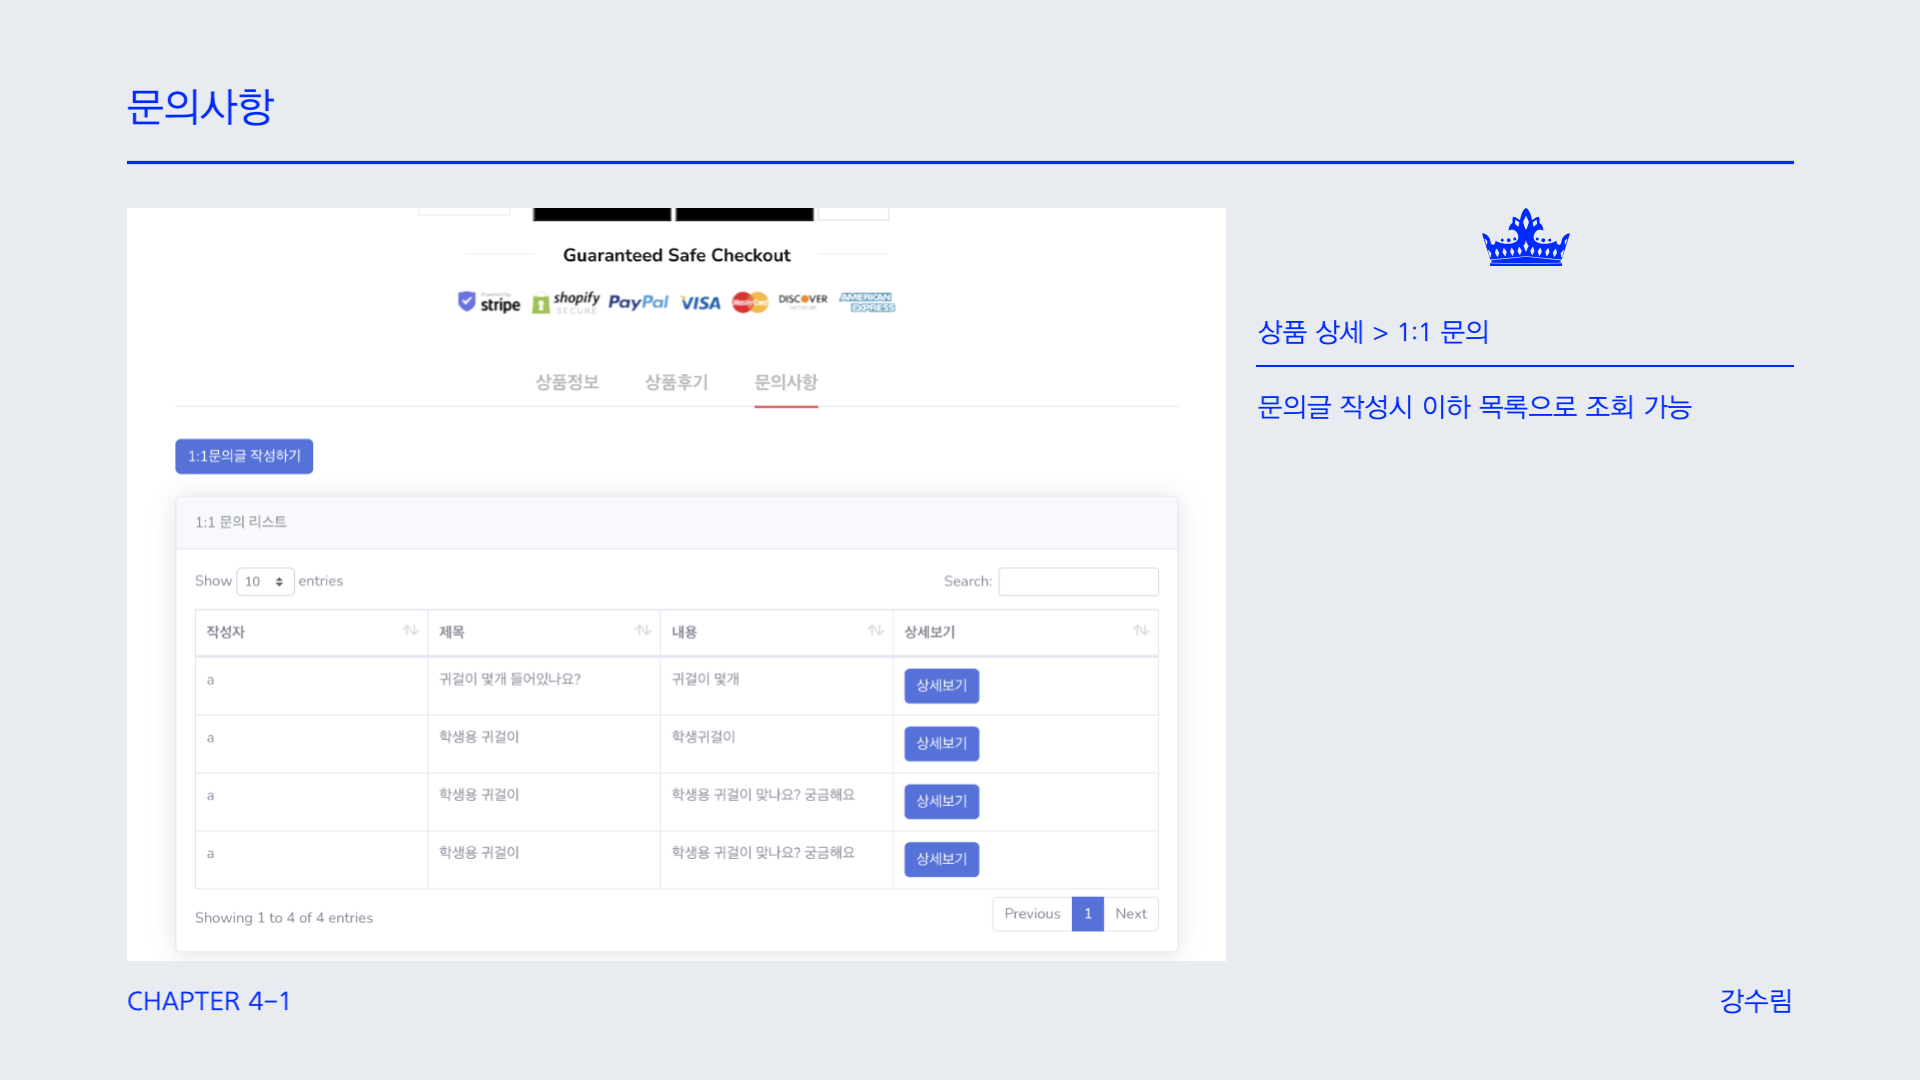 문의사항
Guaranteed Safe Checkout
Powered by
stripe
shopify
SECURE
PayPal
VISA
MasterCard
DISCOVER
NETWORK
AMERICAN
EXPRESS
상품정보 상품후기 문의사항
1:1문의글 작성하기
1:1 문의 리스트
Show 10 entries Search:
작성자 제목 내용 상세보기
a 귀걸이 몇개 들어있나요? 귀걸이 몇개 상세보기
a 학생용 귀걸이 학생귀걸이 상세보기
a 학생용 귀걸이 학생용 귀걸이 맞나요? 궁금해요 상세보기
a 학생용 귀걸이 학생용 귀걸이 맞나요? 궁금해요 상세보기
Showing 1 to 4 of 4 entries Previous 1 Next
상품 상세 > 1:1 문의
문의글 작성시 이하 목록으로 조회 가능
CHAPTER 4-1
강수림